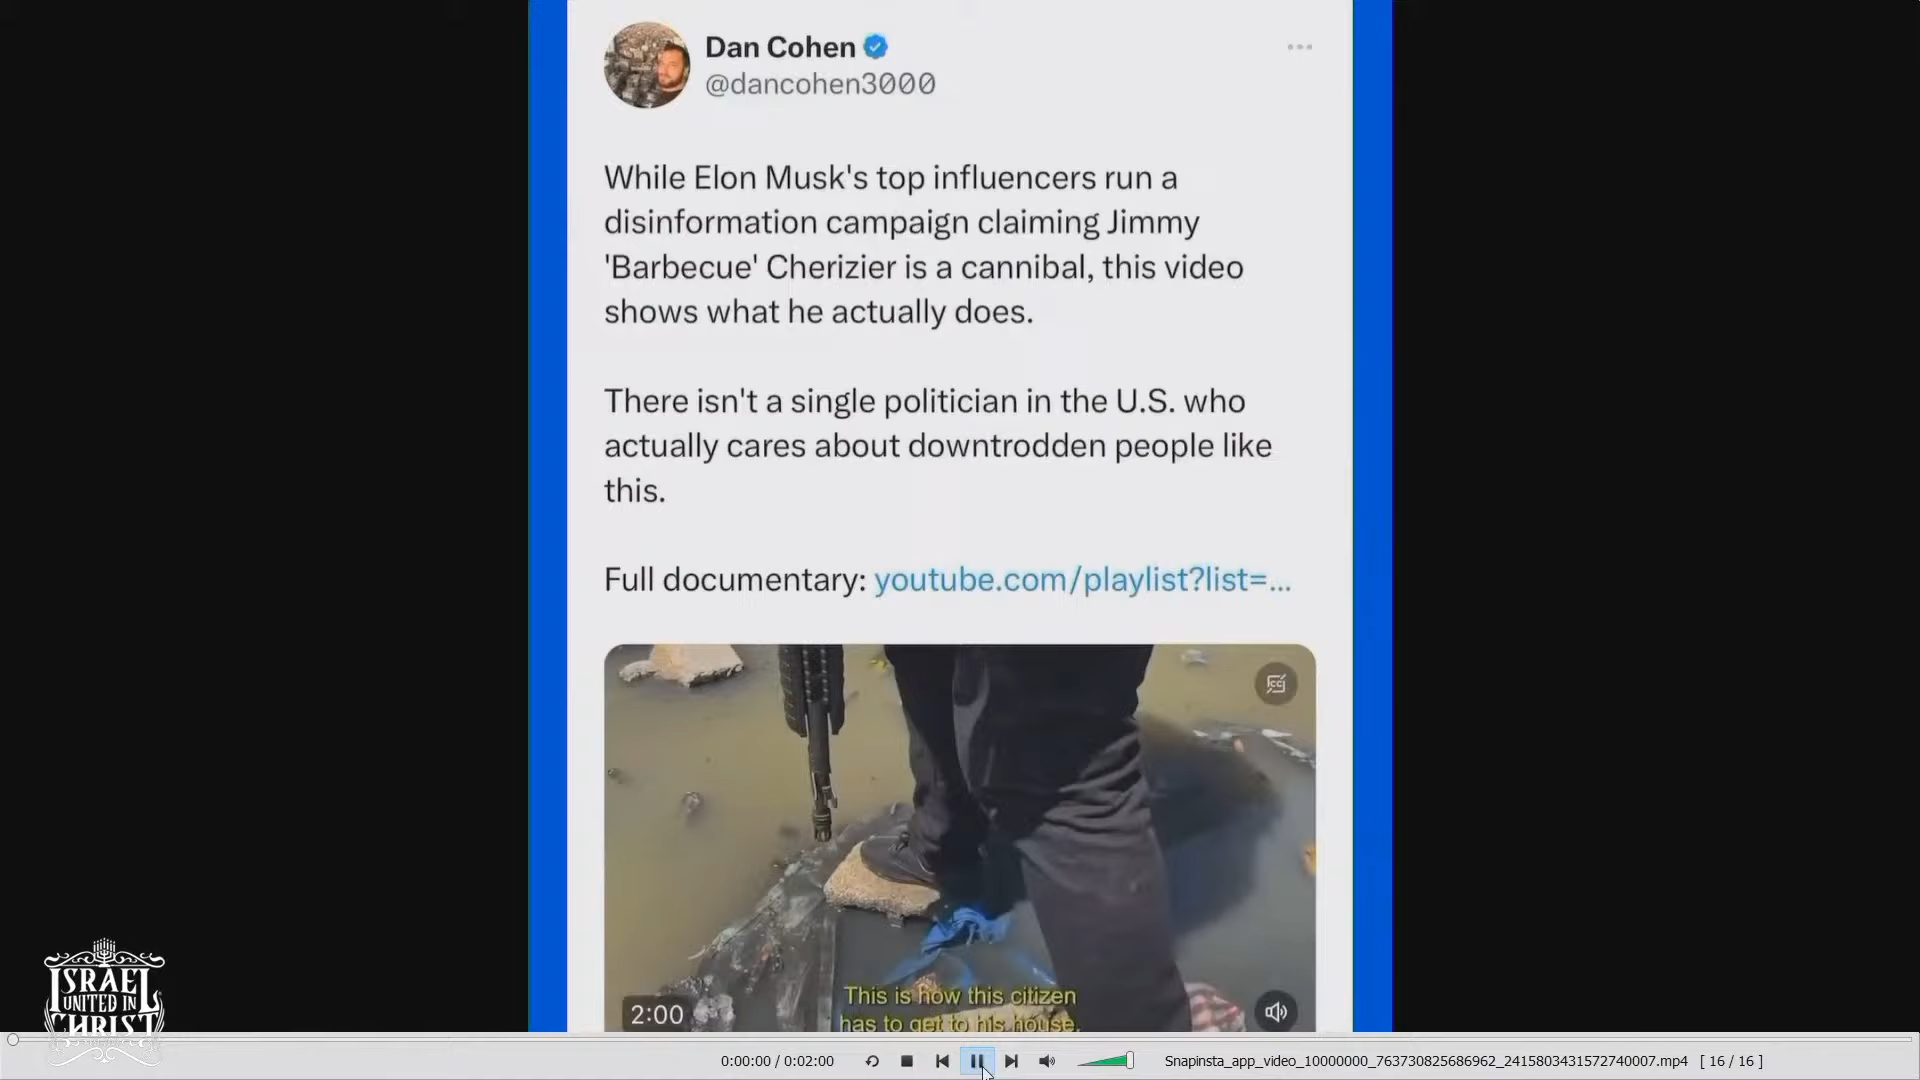 Dan Cohen
@dancohen3000
While Elon Musk's top influencers run a
disinformation campaign claiming Jimmy
'Barbecue' Cherizier is a cannibal, this video
shows what he actually does.
There isn't a single politician in the U.S. who
actually cares about downtrodden people like
this.
Full documentary: youtube.com/playlist?list=...
CC
This is how this citizen
has to get to his house.
2:00
ISRAEL
UNITED IN
CHRIST
0:00:00 / 0:02:00
Snapinsta_app_video_10000000_763730825686962_2415803431572740007.mp4 [ 16 / 16 ]